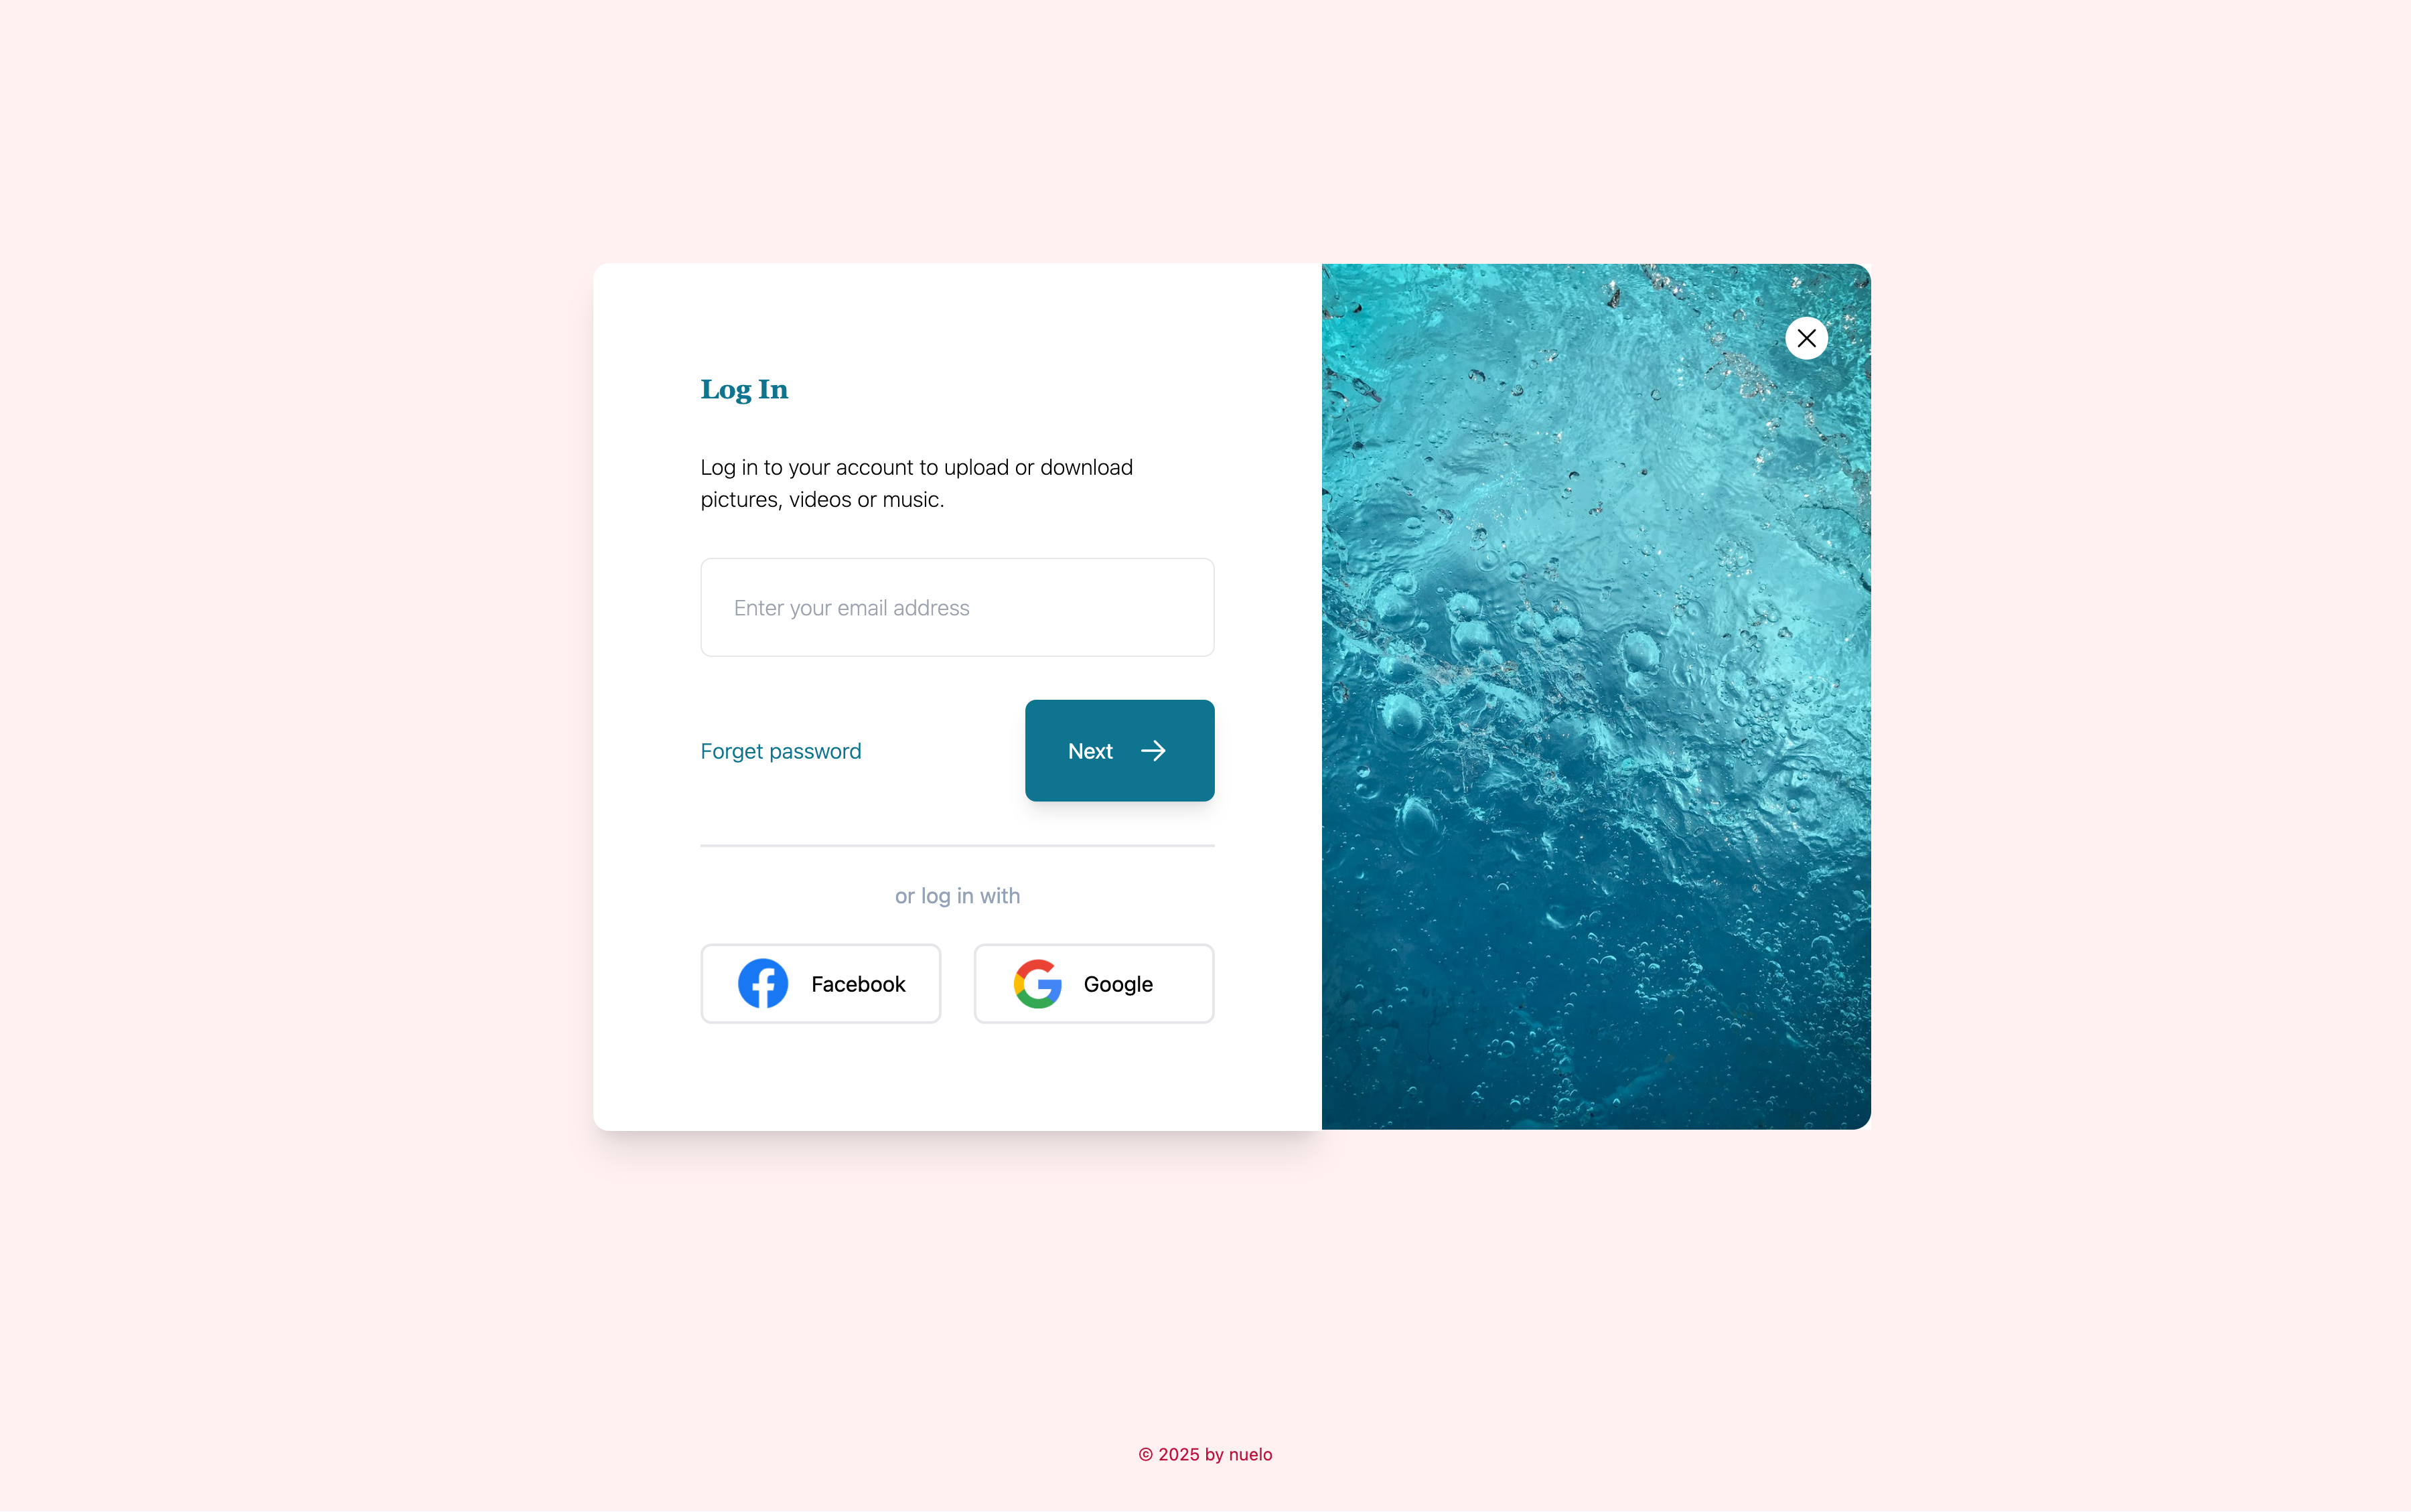 Log In
Log in to your account to upload or download
pictures, videos or music.
Enter your email address
Forget password
Next
or log in with
Facebook
Google
© 2025 by nuelo